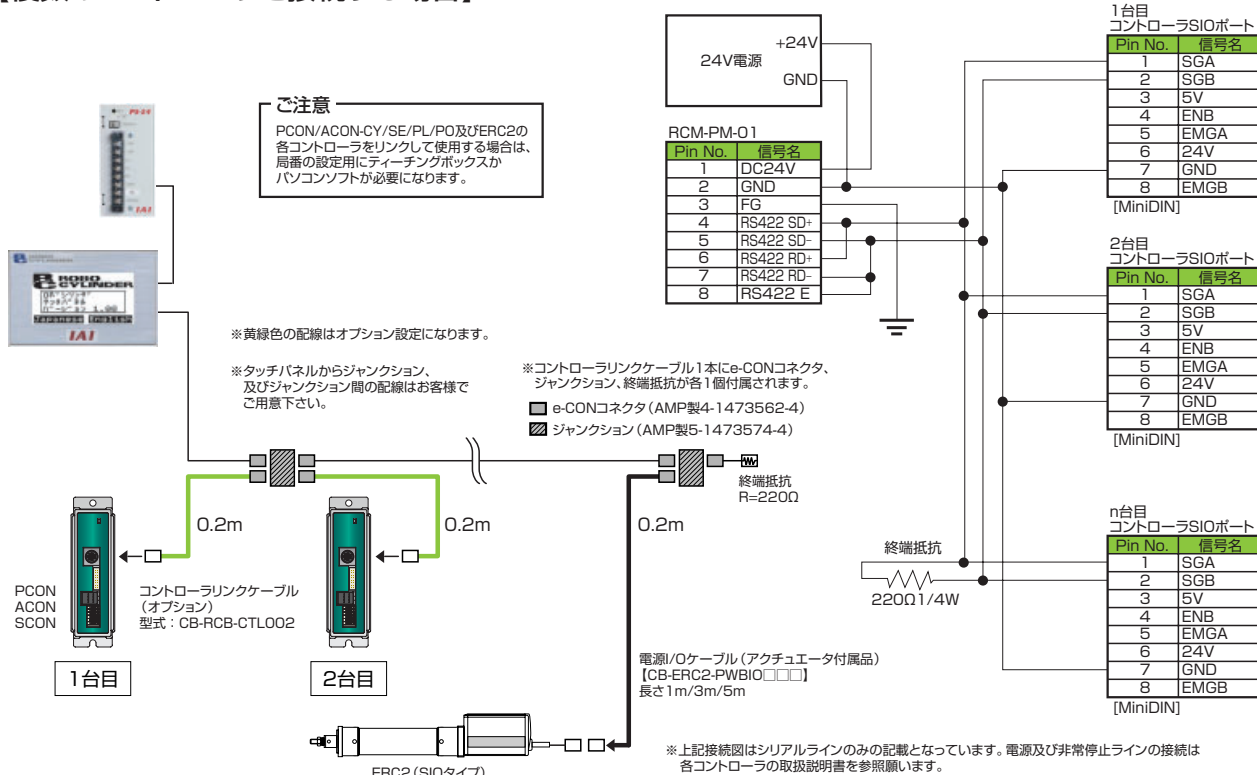 ご注意
PCON/ACON-CY/SE/PL/PO及びERC2の
各コントローラをリンクして使用する場合は、
局番の設定用にティーチングボックスか
パソコンソフトが必要になります。
PS-24
IAI
ROBO
CYLINDER
Japanese English
IAI
※黄緑色の配線はオプション設定になります。
※タッチパネルからジャンクション、
及びジャンクション間の配線はお客様で
ご用意下さい。
※コントローラリンクケーブル1本にe-CONコネクタ、
ジャンクション、終端抵抗が各1個付属されます。
e-CONコネクタ(AMP製4-1473562-4)
ジャンクション(AMP製5-1473574-4)
終端抵抗
R=220Ω
0.2m
0.2m
0.2m
PCON
ACON
SCON
コントローラリンクケーブル
(オプション)
型式:CB-RCB-CTL002
1台目
2台目
電源I/Oケーブル(アクチュエータ付属品)
【CB-ERC2-PWBIO□□□】
長さ1m/3m/5m
ERC2(SIOタイプ)
24V電源
+24V
GND
RCM-PM-01
Pin No. 信号名
1 DC24V
2 GND
3 FG
4 RS422 SD+
5 RS422 SD-
6 RS422 RD+
7 RS422 RD-
8 RS422 E
終端抵抗
220Ω1/4W
1台目
コントローラSIOポート
Pin No. 信号名
1 SGA
2 SGB
3 5V
4 ENB
5 EMGA
6 24V
7 GND
8 EMGB
[MiniDIN]
2台目
コントローラSIOポート
Pin No. 信号名
1 SGA
2 SGB
3 5V
4 ENB
5 EMGA
6 24V
7 GND
8 EMGB
[MiniDIN]
n台目
コントローラSIOポート
Pin No. 信号名
1 SGA
2 SGB
3 5V
4 ENB
5 EMGA
6 24V
7 GND
8 EMGB
[MiniDIN]
※上記接続図はシリアルラインのみの記載となっています。電源及び非常停止ラインの接続は
各コントローラの取扱説明書を参照願います。